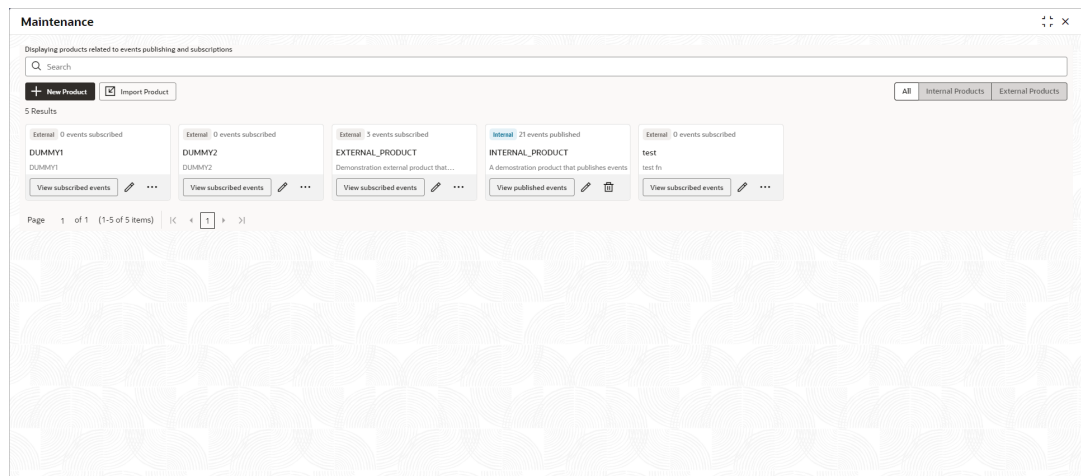 Maintenance
Displaying products related to events publishing and subscriptions
Search
New Product Import Product All Internal Products External Products
5 Results
External 0 events subscribed
DUMMY1
DUMMY1
View subscribed events
External 0 events subscribed
DUMMY2
DUMMY2
View subscribed events
External 3 events subscribed
EXTERNAL_PRODUCT
Demonstration external product that...
View subscribed events
Internal 21 events published
INTERNAL_PRODUCT
A demostration product that publishes events
View published events
External 0 events subscribed
test
test fn
View subscribed events
Page 1 of 1 (1-5 of 5 items) 1